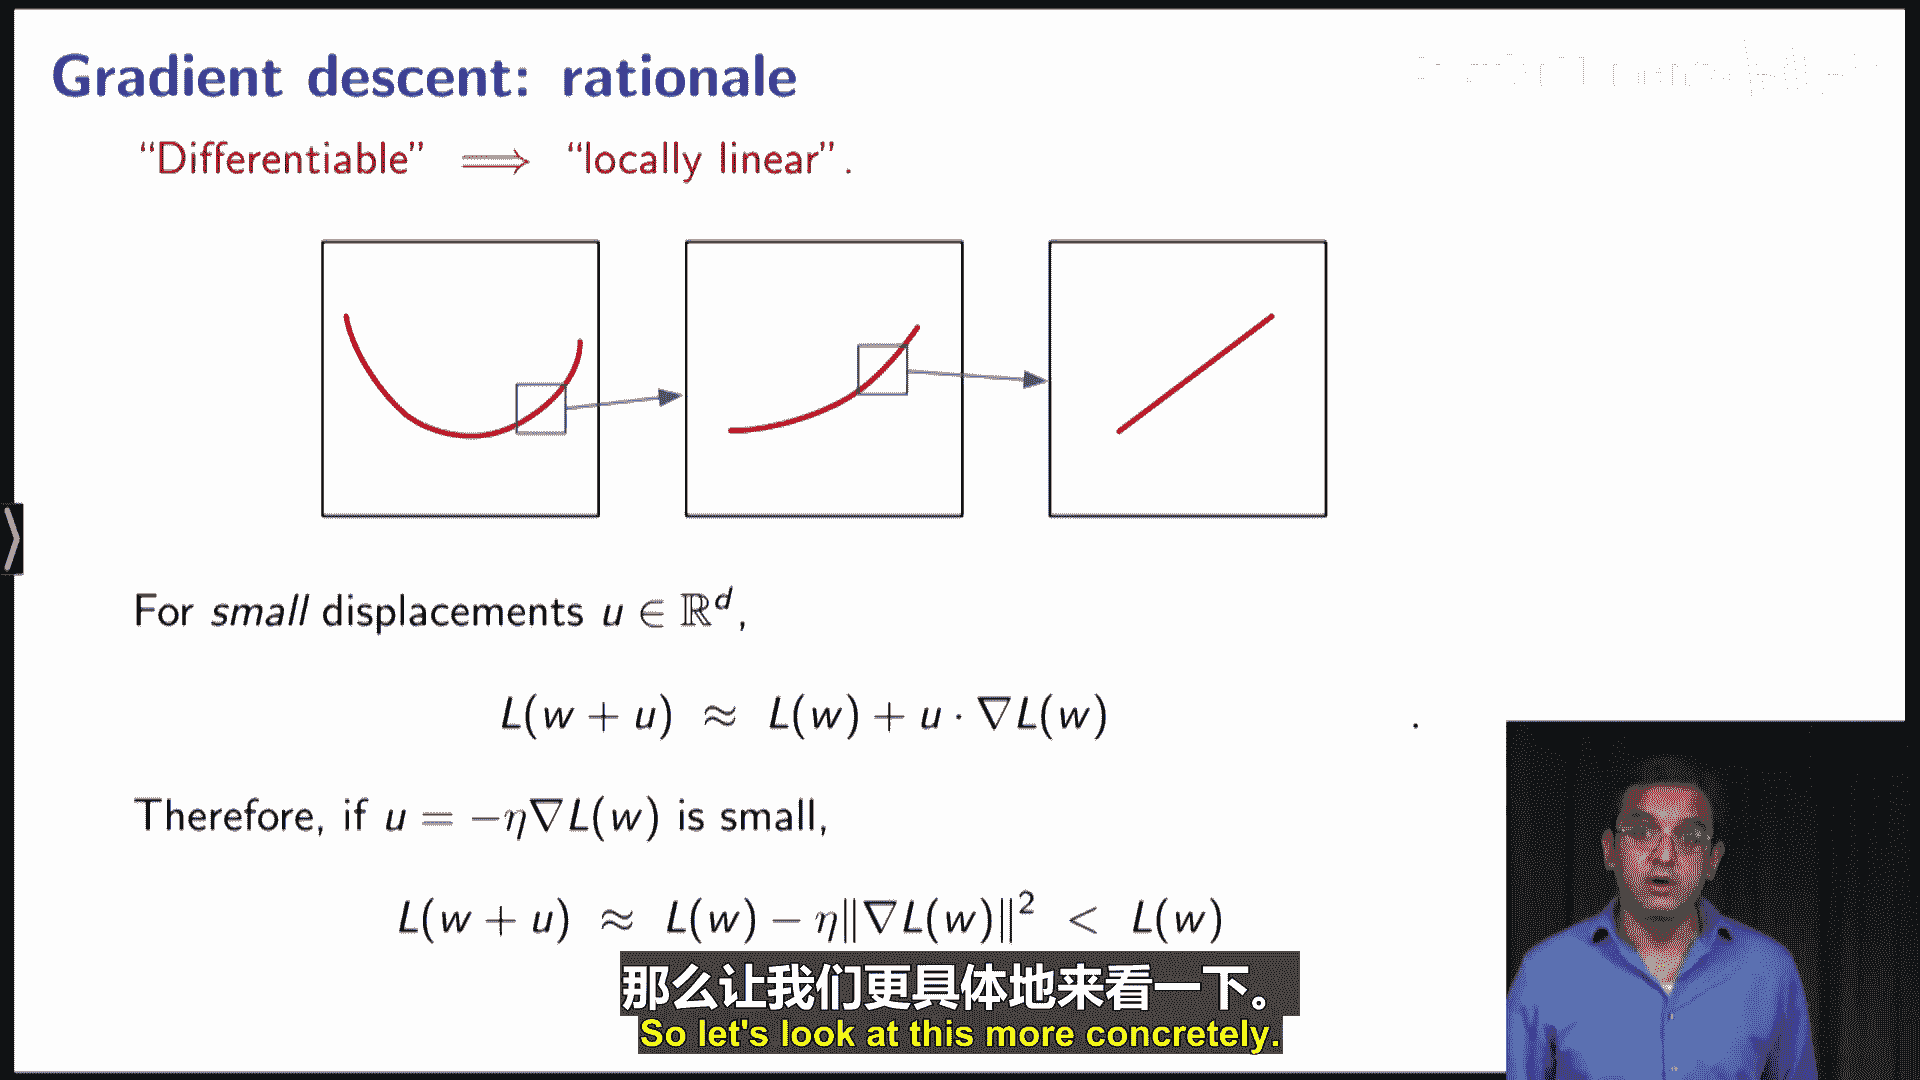 Gradient descent: rationale
“Differentiable” ⟹ “locally linear”.
For small displacements u ∈ ℝᵈ,
L(w + u) ≈ L(w) + u · ∇L(w) .
Therefore, if u = −η∇L(w) is small,
L(w + u) ≈ L(w) − η‖∇L(w)‖² < L(w)
那么让我们更具体地来看一下。
So let's look at this more concretely.